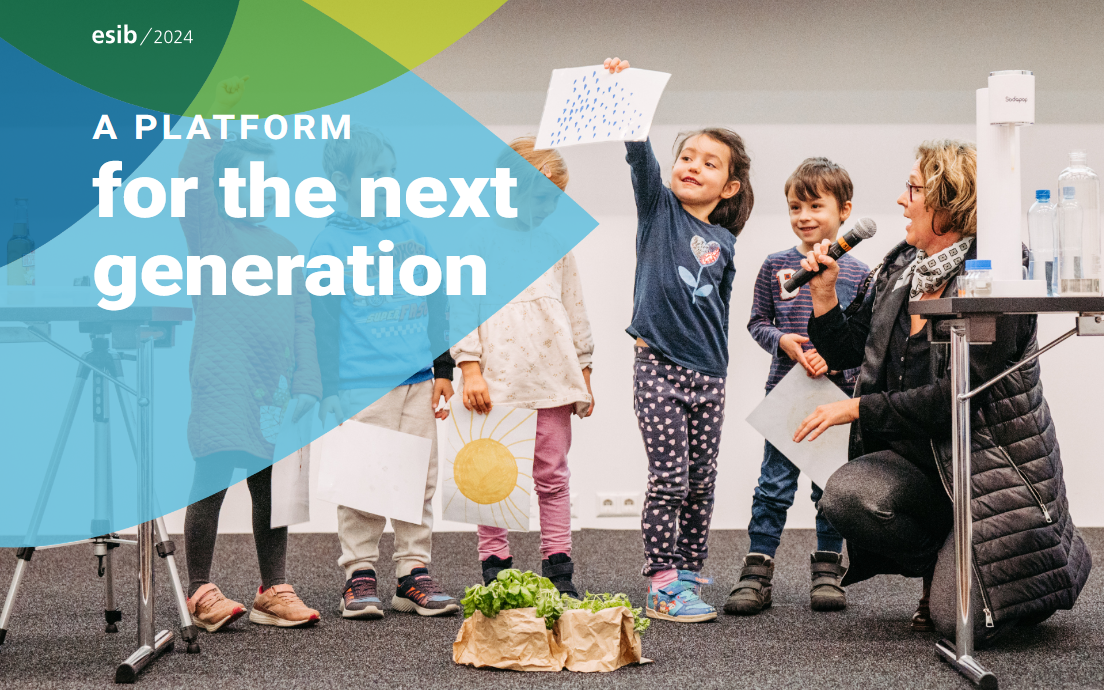 esib / 2024
A PLATFORM
for the next
generation